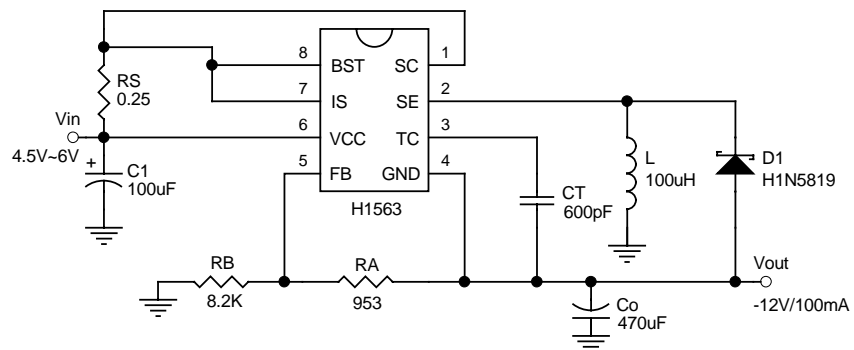 8
BST
SC
1
RS
0.25
7
IS
SE
2
Vin
6
VCC
TC
3
4.5V~6V
+
C1
100uF
5
FB
GND
4
H1563
CT
600pF
L
100uH
D1
H1N5819
RB
8.2K
RA
953
Vout
Co
470uF
-12V/100mA